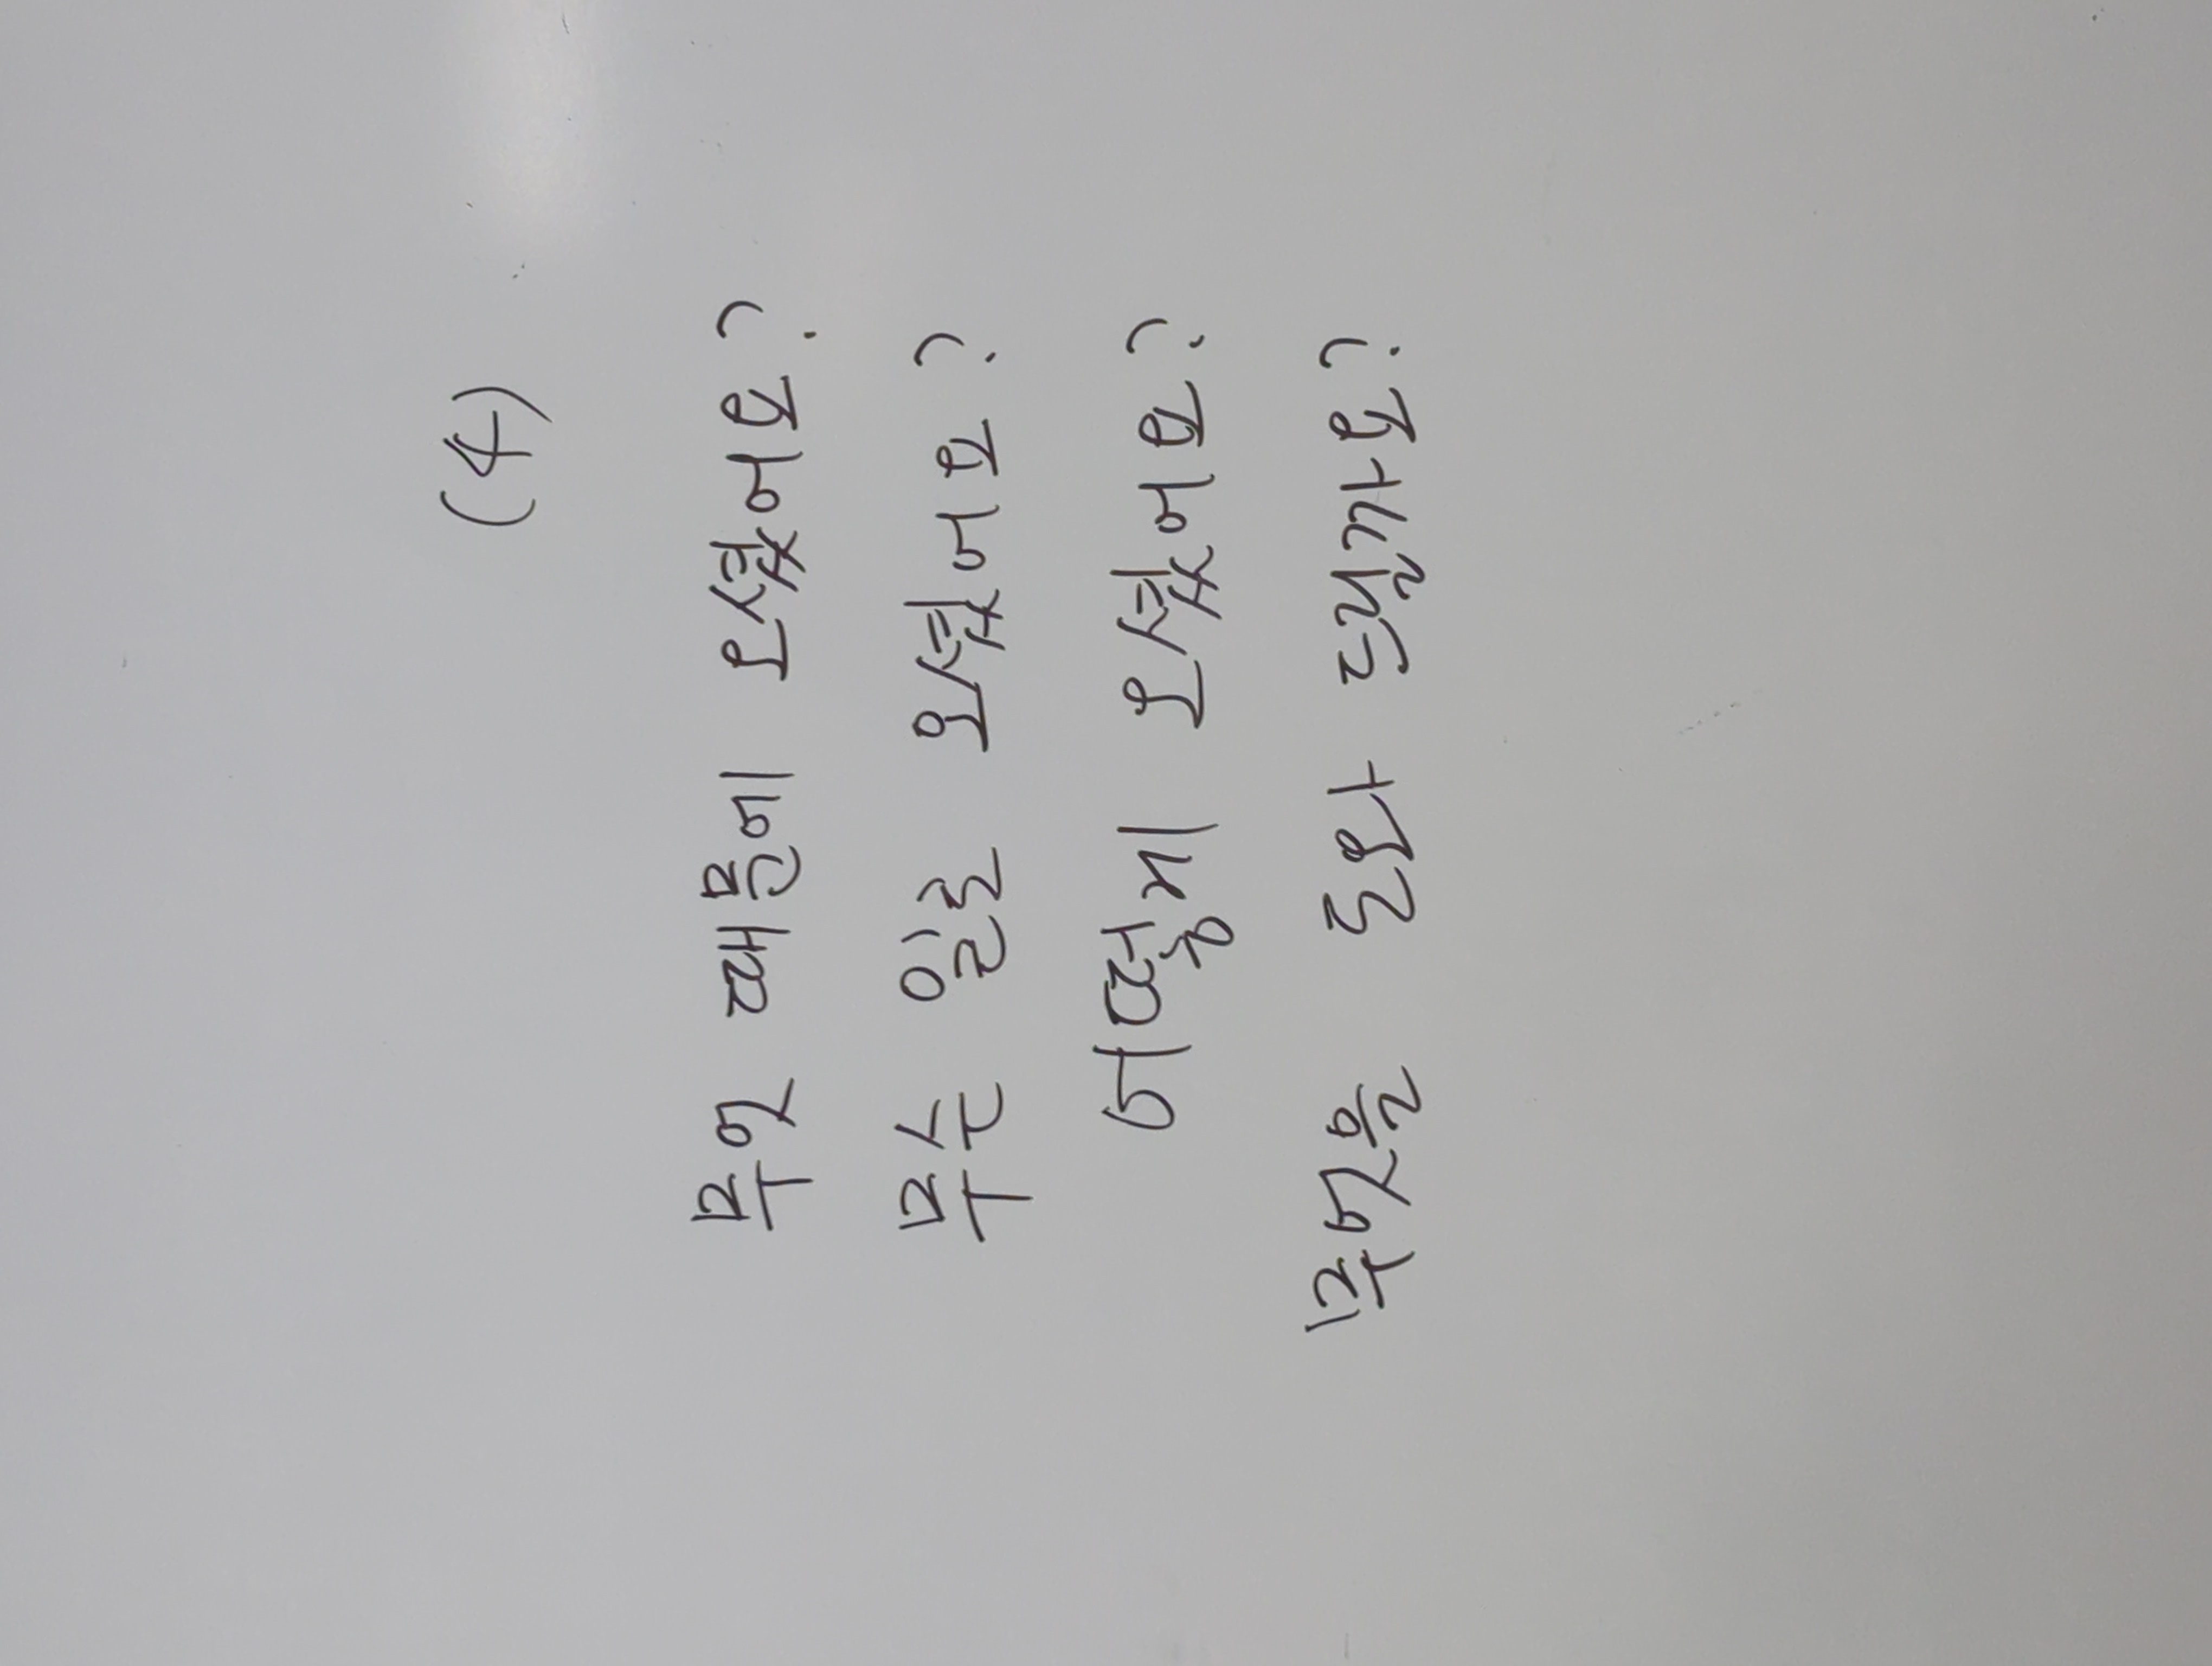 (4)
무엇 때문에 오셨어요?
무슨 일로 오셨어요?
어떻게 오셨어요?
무엇을 도와 드릴까요?